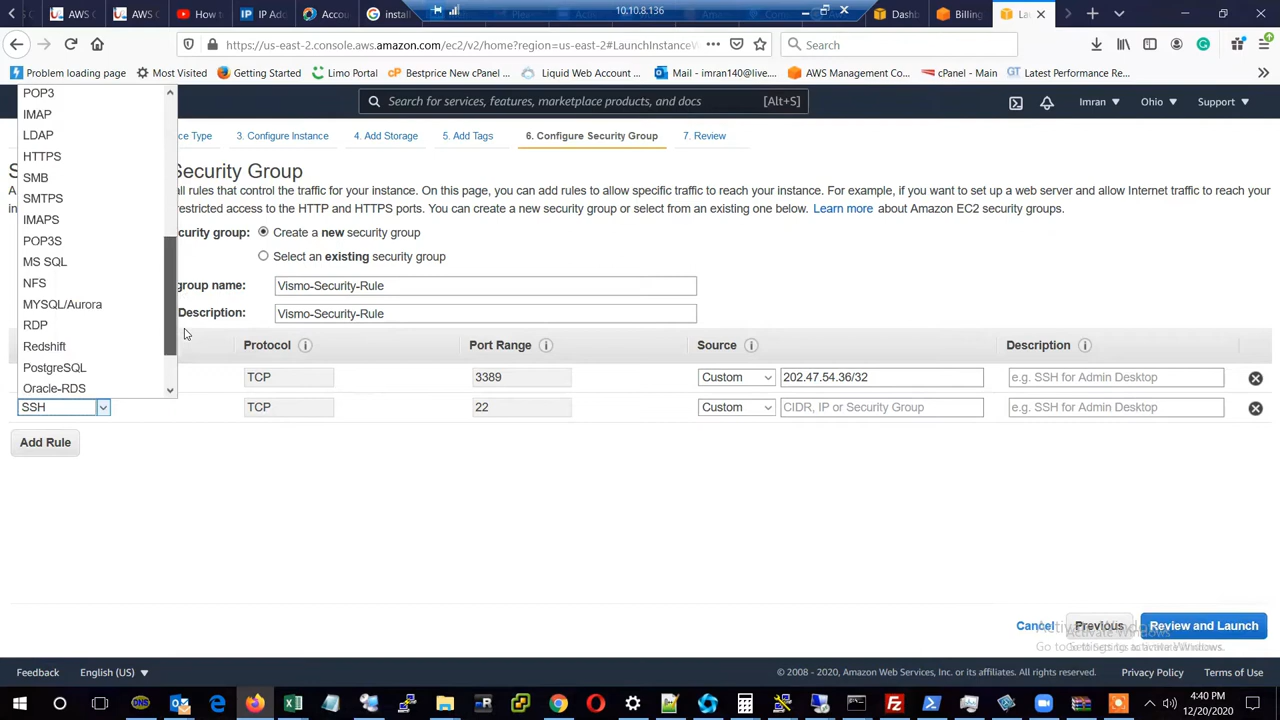 AWS C
AWS C
How to
IP Ade
Accou
install
10.10.8.136
Dashb
Billing
La
https://us-east-2.console.aws.amazon.com/ec2/v2/home?region=us-east-2#LaunchInstanceW
Search
Problem loading page
Most Visited
Getting Started
Limo Portal
Bestprice New cPanel ...
Liquid Web Account ...
Mail - imran140@live....
AWS Management Co...
cPanel - Main
Latest Performance Re...
Search for services, features, marketplace products, and docs
[Alt+S]
Imran
Ohio
Support
ce Type
3. Configure Instance
4. Add Storage
5. Add Tags
6. Configure Security Group
7. Review
Security Group
all rules that control the traffic for your instance. On this page, you can add rules to allow specific traffic to reach your instance. For example, if you want to set up a web server and allow Internet traffic to reach your
restricted access to the HTTP and HTTPS ports. You can create a new security group or select from an existing one below. Learn more about Amazon EC2 security groups.
curity group:
Create a new security group
Select an existing security group
group name:
Vismo-Security-Rule
Description:
Vismo-Security-Rule
POP3
IMAP
LDAP
HTTPS
SMB
SMTPS
IMAPS
POP3S
MS SQL
NFS
MYSQL/Aurora
RDP
Redshift
PostgreSQL
Oracle-RDS
Protocol
Port Range
Source
Description
TCP
3389
Custom
202.47.54.36/32
e.g. SSH for Admin Desktop
SSH
TCP
22
Custom
CIDR, IP or Security Group
e.g. SSH for Admin Desktop
Add Rule
Cancel
Previous
Review and Launch
Activate Windows
Feedback
English (US)
© 2008 - 2020, Amazon Web Services, Inc. or its affiliates. All rights reserved.
Privacy Policy
Terms of Use
4:40 PM
12/20/2020